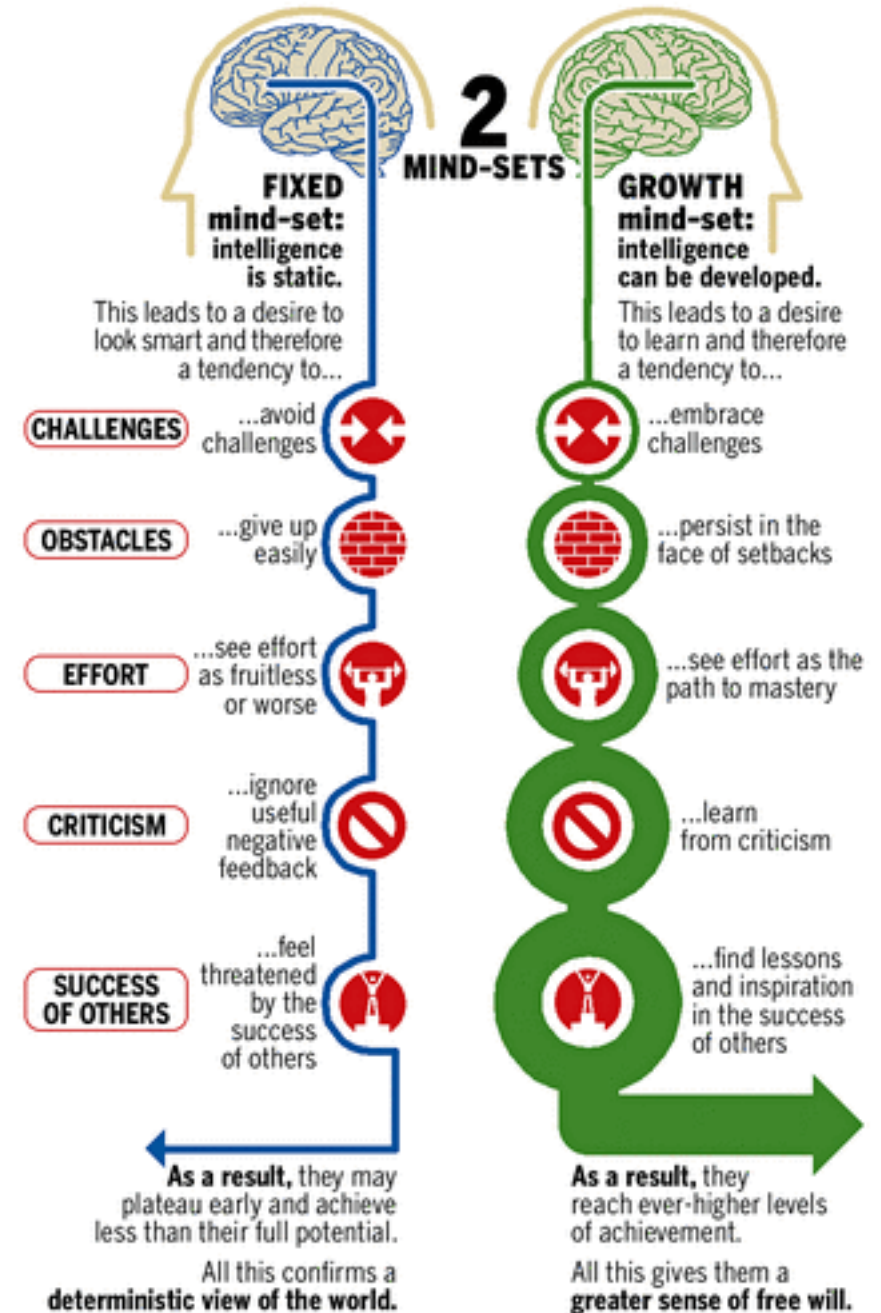 2
MIND-SETS
FIXED
mind-set:
intelligence
is static.
This leads to a desire to
look smart and therefore
a tendency to...
GROWTH
mind-set:
intelligence
can be developed.
This leads to a desire
to learn and therefore
a tendency to...
CHALLENGES
...avoid
challenges
...embrace
challenges
OBSTACLES
...give up
easily
...persist in the
face of setbacks
EFFORT
...see effort
as fruitless
or worse
...see effort as the
path to mastery
CRITICISM
...ignore
useful
negative
feedback
...learn
from criticism
SUCCESS
OF OTHERS
...feel
threatened
by the
success
of others
...find lessons
and inspiration
in the success
of others
As a result, they may
plateau early and achieve
less than their full potential.
All this confirms a
deterministic view of the world.
As a result, they
reach ever-higher levels
of achievement.
All this gives them a
greater sense of free will.